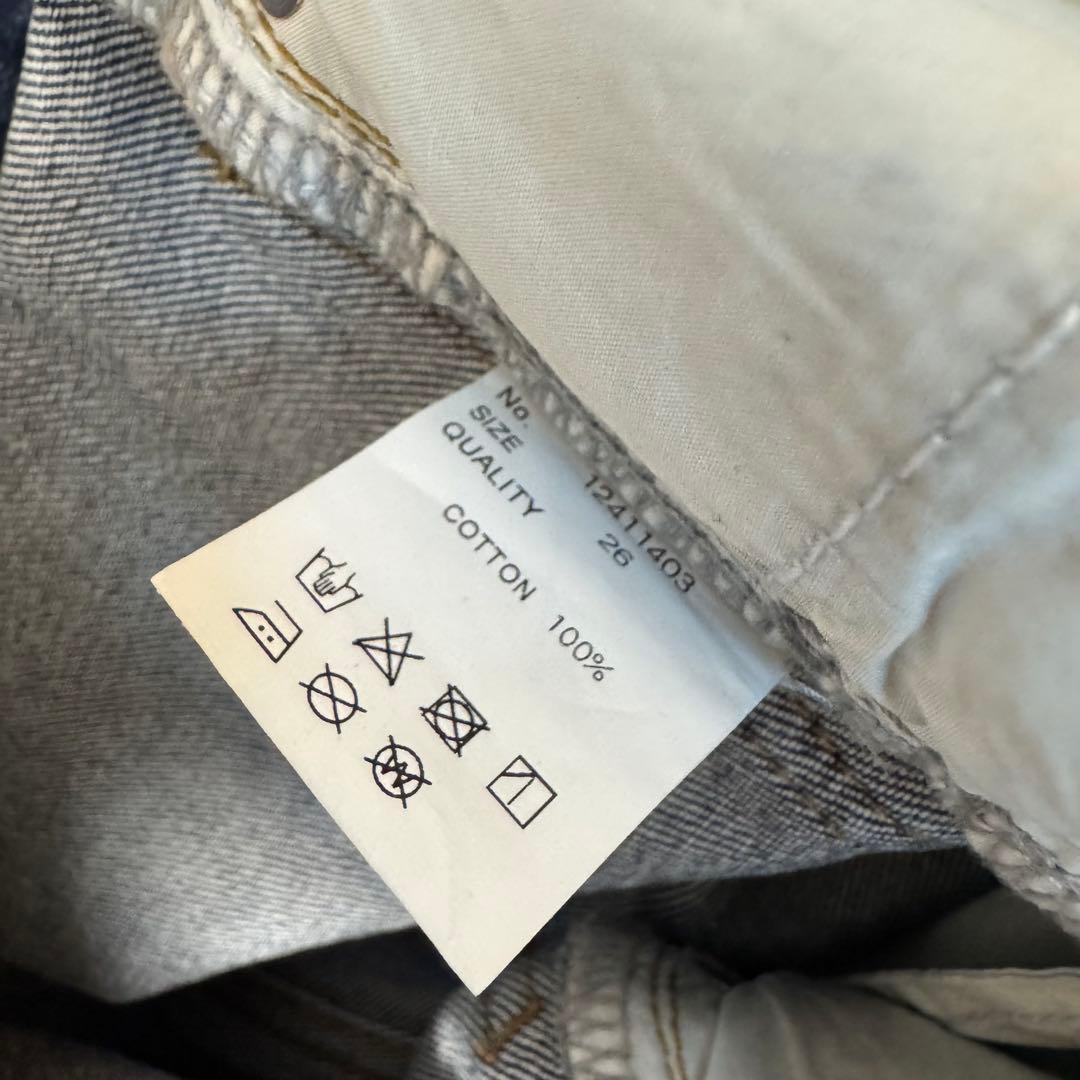 No. 12411403
SIZE 26
QUALITY
COTTON 100%